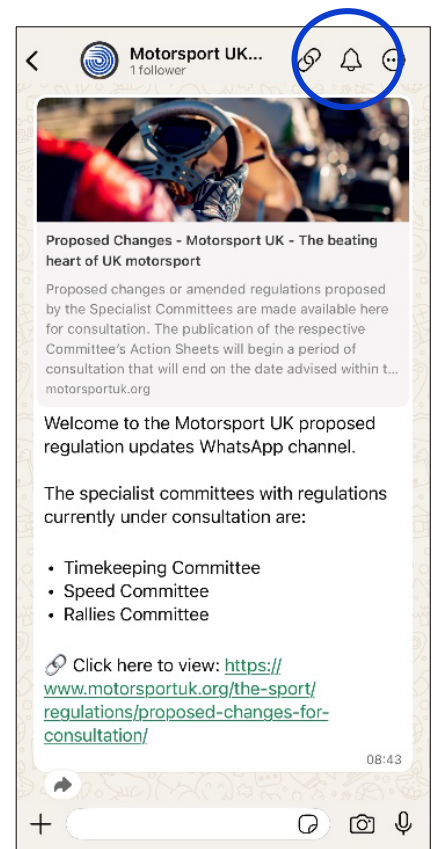 Motorsport UK...
1 follower
Proposed Changes - Motorsport UK - The beating
heart of UK motorsport
Proposed changes or amended regulations proposed
by the Specialist Committees are made available here
for consultation. The publication of the respective
Committee's Action Sheets will begin a period of
consultation that will end on the date advised within t...
motorsportuk.org
Welcome to the Motorsport UK proposed
regulation updates WhatsApp channel.
The specialist committees with regulations
currently under consultation are:
• Timekeeping Committee
• Speed Committee
• Rallies Committee
🔗 Click here to view: https://
www.motorsportuk.org/the-sport/
regulations/proposed-changes-for-
consultation/
08:43